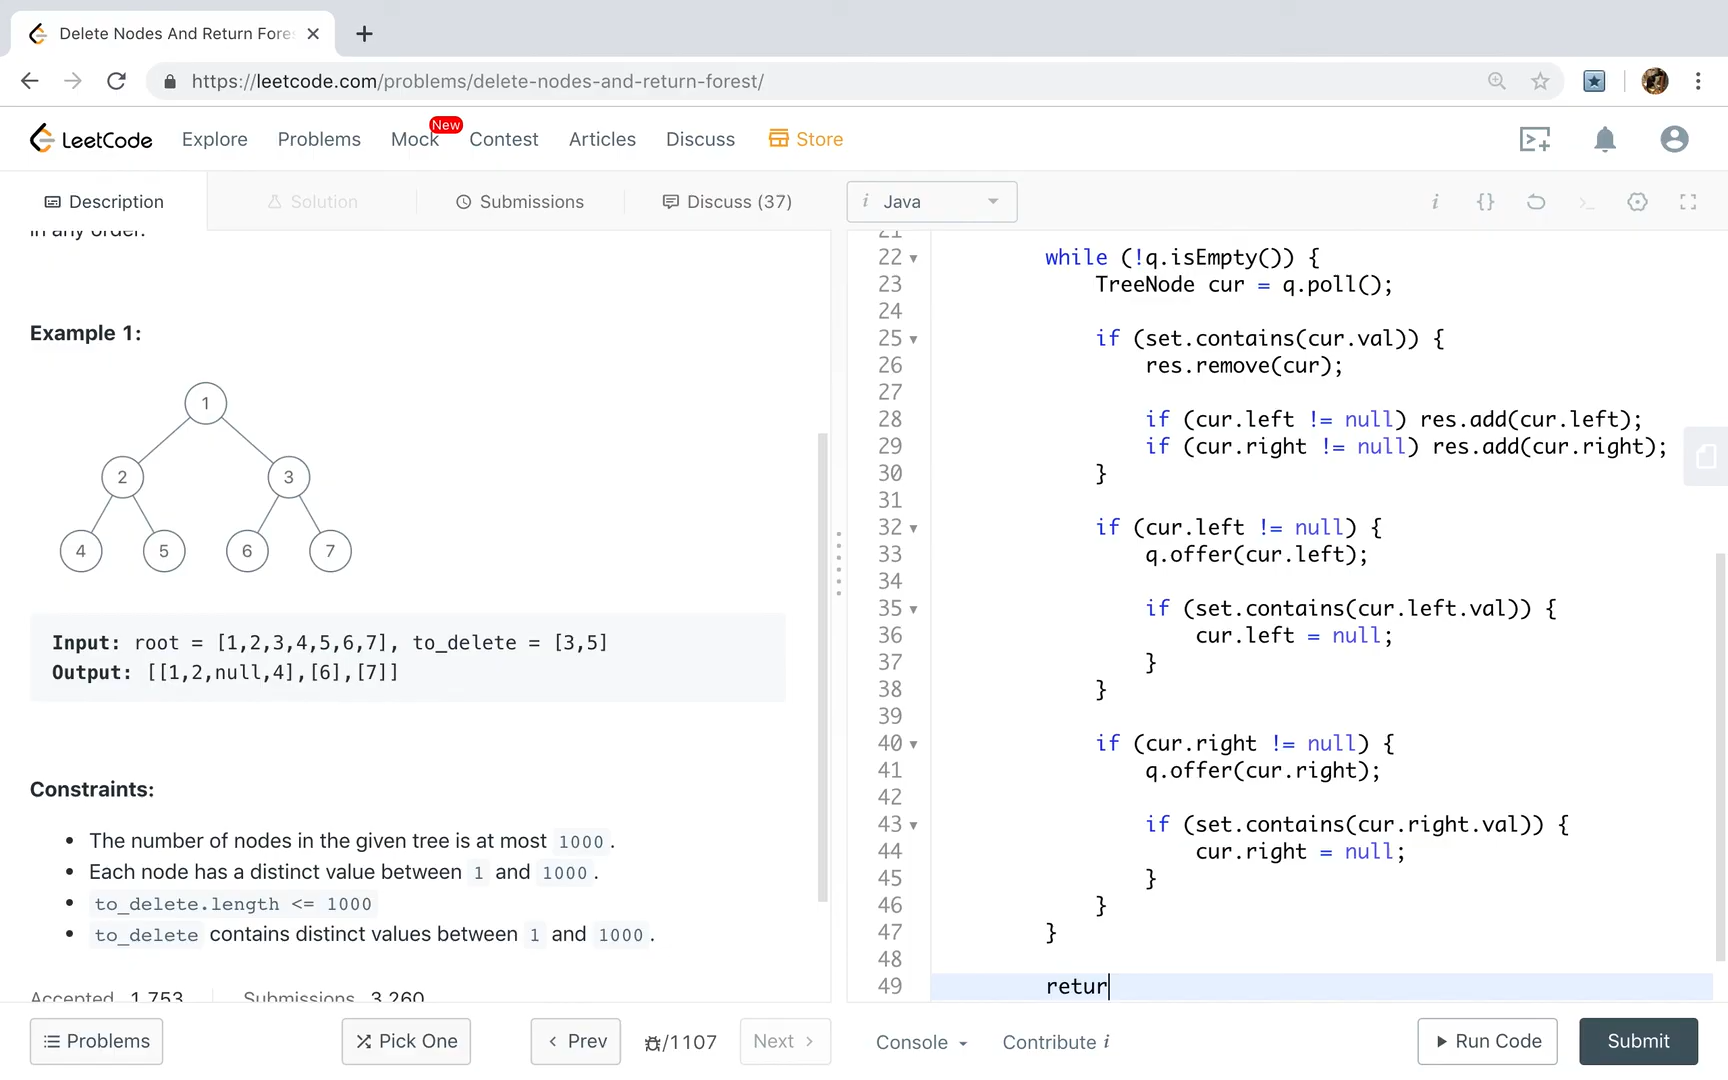 Delete Nodes And Return Fore
https://leetcode.com/problems/delete-nodes-and-return-forest/
LeetCode Explore Problems Mock New Contest Articles Discuss Store
Description Solution Submissions Discuss (37) i Java i {} >_
in any order.
Example 1:
1
2 3
4 5 6 7
Input: root = [1,2,3,4,5,6,7], to_delete = [3,5]
Output: [[1,2,null,4],[6],[7]]
Constraints:
The number of nodes in the given tree is at most 1000.
Each node has a distinct value between 1 and 1000.
to_delete.length <= 1000
to_delete contains distinct values between 1 and 1000.
Accepted 1,753 Submissions 3,260
21
22 while (!q.isEmpty()) {
23 TreeNode cur = q.poll();
24
25 if (set.contains(cur.val)) {
26 res.remove(cur);
27
28 if (cur.left != null) res.add(cur.left);
29 if (cur.right != null) res.add(cur.right);
30 }
31
32 if (cur.left != null) {
33 q.offer(cur.left);
34
35 if (set.contains(cur.left.val)) {
36 cur.left = null;
37 }
38 }
39
40 if (cur.right != null) {
41 q.offer(cur.right);
42
43 if (set.contains(cur.right.val)) {
44 cur.right = null;
45 }
46 }
47 }
48
49 retur
Problems Pick One < Prev /1107 Next > Console Contribute i Run Code Submit